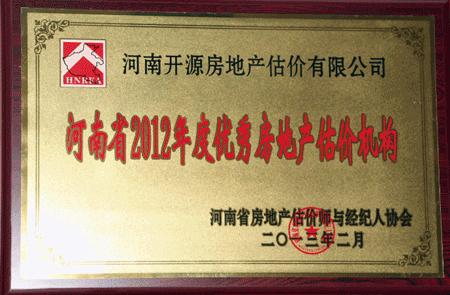 河南开源房地产估价有限公司
HNREA
河南省2012年度优秀房地产估价机构
河南省房地产估价师与经纪人协会
二〇一三年二月